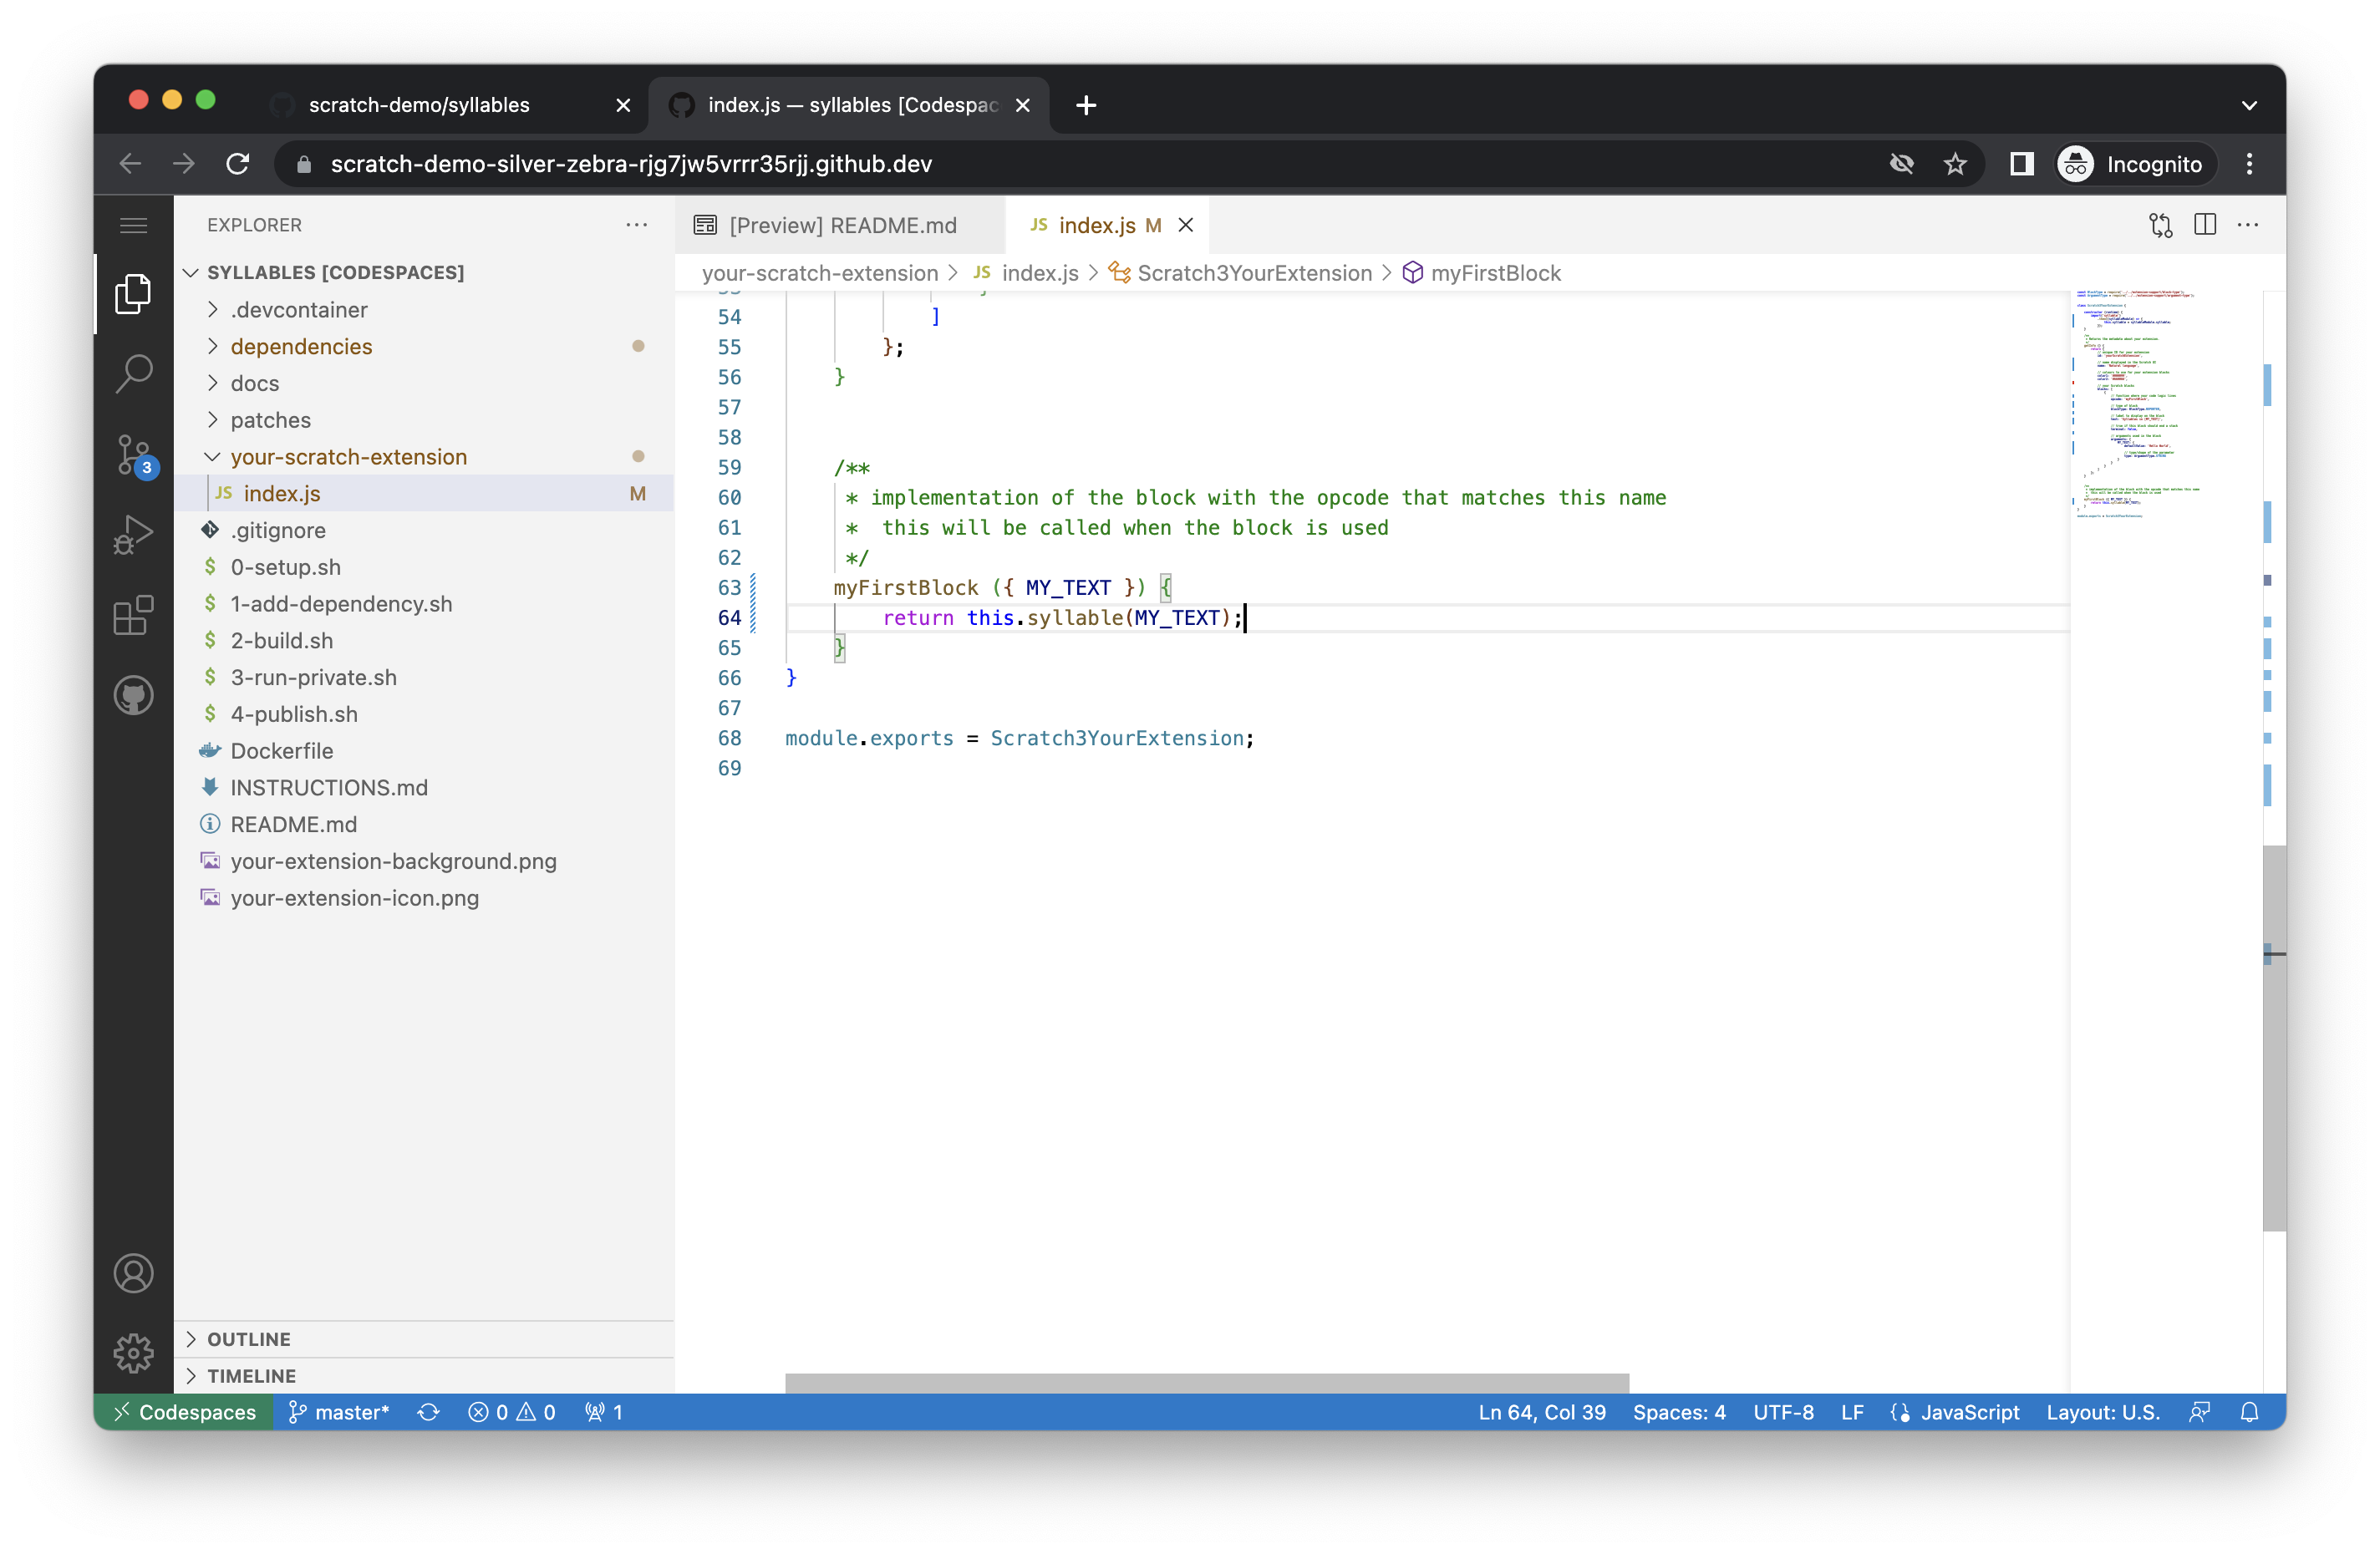 scratch-demo/syllables
index.js — syllables [Codespac
scratch-demo-silver-zebra-rjg7jw5vrrr35rjj.github.dev
Incognito
EXPLORER
SYLLABLES [CODESPACES]
.devcontainer
dependencies
docs
patches
your-scratch-extension
JS index.js M
.gitignore
$ 0-setup.sh
$ 1-add-dependency.sh
$ 2-build.sh
$ 3-run-private.sh
$ 4-publish.sh
Dockerfile
INSTRUCTIONS.md
README.md
your-extension-background.png
your-extension-icon.png
OUTLINE
TIMELINE
3
[Preview] README.md
JS index.js M
your-scratch-extension > JS index.js > Scratch3YourExtension > myFirstBlock
54 ]
55 };
56 }
57
58
59 /**
60 * implementation of the block with the opcode that matches this name
61 * this will be called when the block is used
62 */
63 myFirstBlock ({ MY_TEXT }) {
64 return this.syllable(MY_TEXT);
65 }
66 }
67
68 module.exports = Scratch3YourExtension;
69
Codespaces master* 0 0 1 Ln 64, Col 39 Spaces: 4 UTF-8 LF JavaScript Layout: U.S.